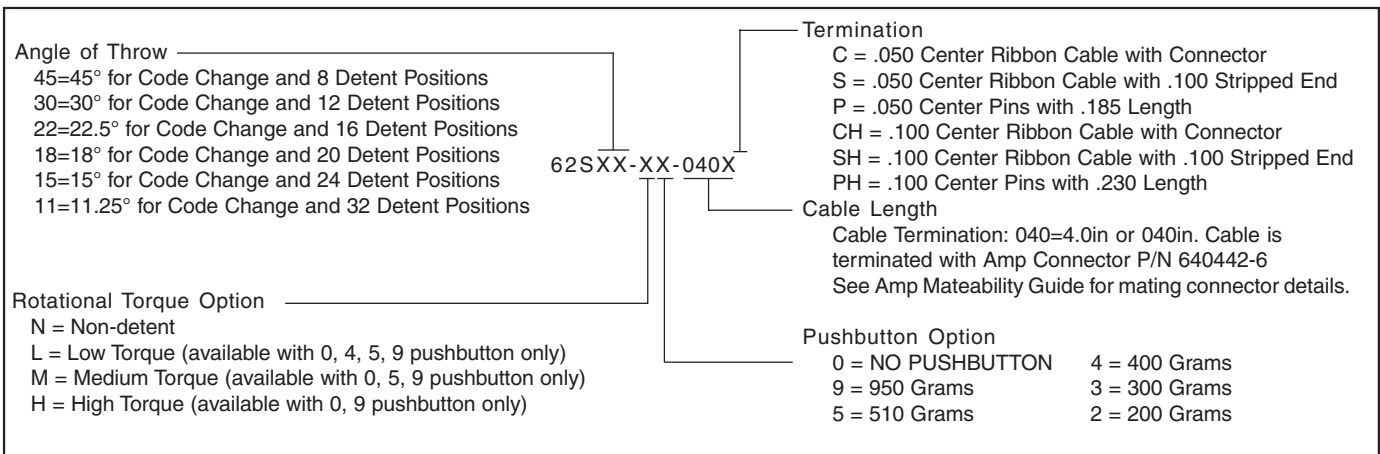 Angle of Throw
45=45° for Code Change and 8 Detent Positions
30=30° for Code Change and 12 Detent Positions
22=22.5° for Code Change and 16 Detent Positions
18=18° for Code Change and 20 Detent Positions
15=15° for Code Change and 24 Detent Positions
11=11.25° for Code Change and 32 Detent Positions
Rotational Torque Option
N = Non-detent
L = Low Torque (available with 0, 4, 5, 9 pushbutton only)
M = Medium Torque (available with 0, 5, 9 pushbutton only)
H = High Torque (available with 0, 9 pushbutton only)
62SXX-XX-040X
Termination
C = .050 Center Ribbon Cable with Connector
S = .050 Center Ribbon Cable with .100 Stripped End
P = .050 Center Pins with .185 Length
CH = .100 Center Ribbon Cable with Connector
SH = .100 Center Ribbon Cable with .100 Stripped End
PH = .100 Center Pins with .230 Length
Cable Length
Cable Termination: 040=4.0in or 040in. Cable is
terminated with Amp Connector P/N 640442-6
See Amp Mateability Guide for mating connector details.
Pushbutton Option
0 = NO PUSHBUTTON 4 = 400 Grams
9 = 950 Grams 3 = 300 Grams
5 = 510 Grams 2 = 200 Grams